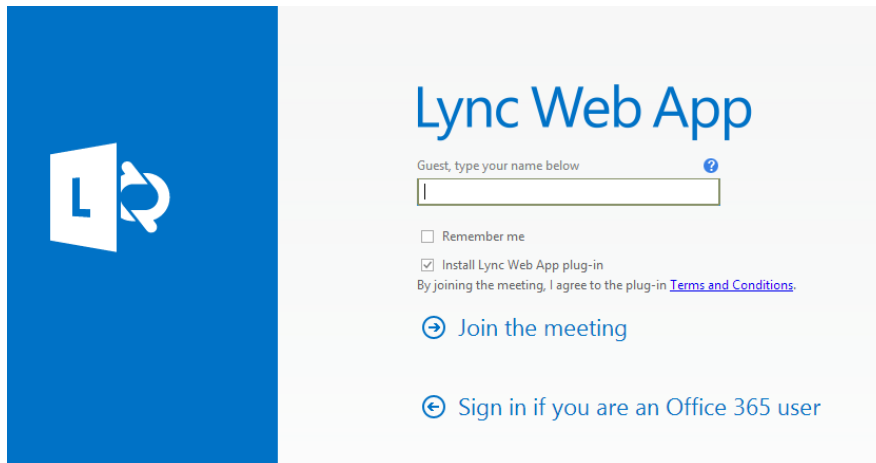 Lync Web App
L
Guest, type your name below
Remember me
Install Lync Web App plug-in
By joining the meeting, I agree to the plug-in Terms and Conditions.
Join the meeting
Sign in if you are an Office 365 user